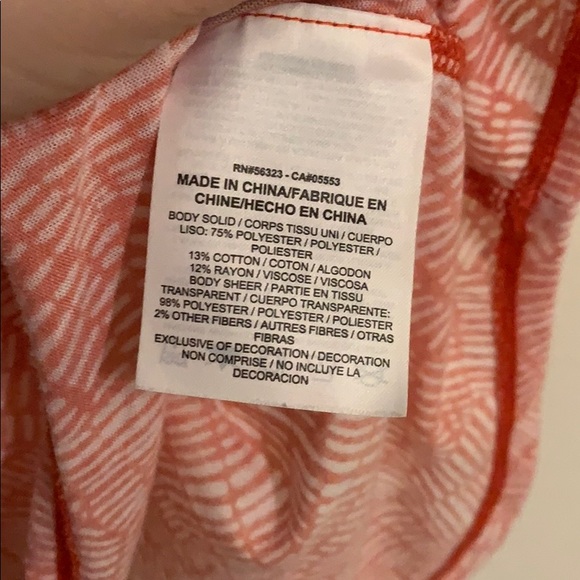 RN#56323 - CA#05553
MADE IN CHINA/FABRIQUE EN
CHINE/HECHO EN CHINA
BODY SOLID / CORPS TISSU UNI / CUERPO
LISO: 75% POLYESTER / POLYESTER /
POLIESTER
13% COTTON / COTON / ALGODON
12% RAYON / VISCOSE / VISCOSA
BODY SHEER / PARTIE EN TISSU
TRANSPARENT / CUERPO TRANSPARENTE:
98% POLYESTER / POLYESTER / POLIESTER
2% OTHER FIBERS / AUTRES FIBRES / OTRAS
FIBRAS
EXCLUSIVE OF DECORATION / DECORATION
NON COMPRISE / NO INCLUYE LA
DECORACION